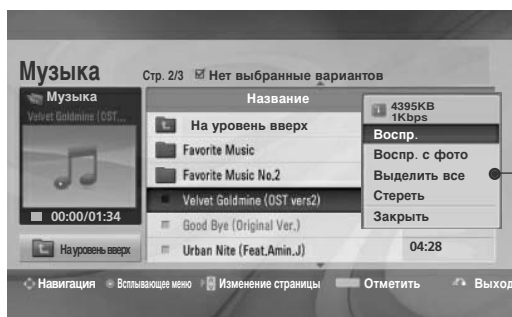 Музыка
Стр. 2/3
Нет выбранные вариантов
Музыка
Velvet Goldmine (OST...
00:00/01:34
На уровень вверх
Название
На уровень вверх
Favorite Music
Favorite Music No.2
Velvet Goldmine (OST vers2)
Good Bye (Original Ver.)
Urban Nite (Feat.Amin.J)
04:28
4395KB
1Kbps
Воспр.
Воспр. с фото
Выделить все
Стереть
Закрыть
Навигация
Всплывающее меню
Изменение страницы
Отметить
Выход